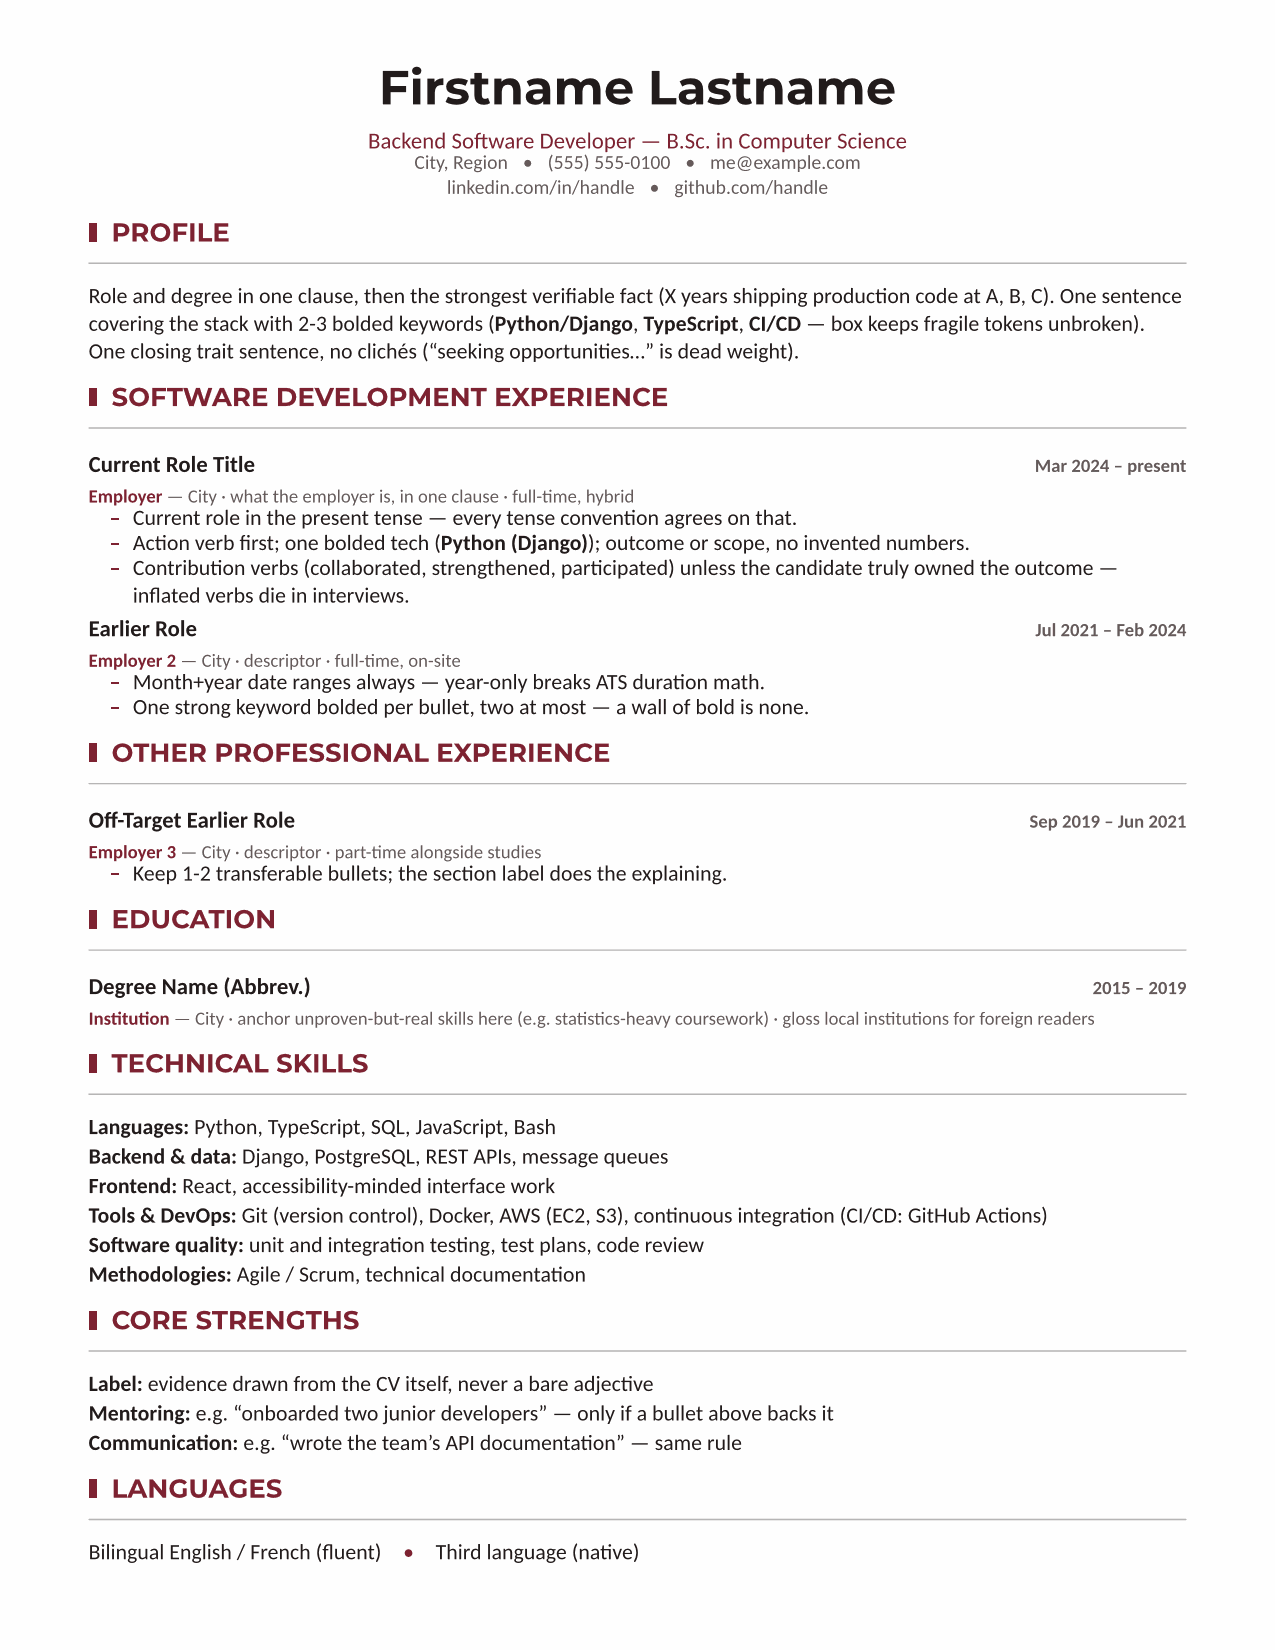 Firstname Lastname
Backend Software Developer — B.Sc. in Computer Science
City, Region • (555) 555-0100 • me@example.com
linkedin.com/in/handle • github.com/handle
PROFILE
Role and degree in one clause, then the strongest verifiable fact (X years shipping production code at A, B, C). One sentence
covering the stack with 2-3 bolded keywords (Python/Django, TypeScript, CI/CD — box keeps fragile tokens unbroken).
One closing trait sentence, no clichés (“seeking opportunities…” is dead weight).
SOFTWARE DEVELOPMENT EXPERIENCE
Current Role Title Mar 2024 – present
Employer — City · what the employer is, in one clause · full-time, hybrid
– Current role in the present tense — every tense convention agrees on that.
– Action verb first; one bolded tech (Python (Django)); outcome or scope, no invented numbers.
– Contribution verbs (collaborated, strengthened, participated) unless the candidate truly owned the outcome —
inflated verbs die in interviews.
Earlier Role Jul 2021 – Feb 2024
Employer 2 — City · descriptor · full-time, on-site
– Month+year date ranges always — year-only breaks ATS duration math.
– One strong keyword bolded per bullet, two at most — a wall of bold is none.
OTHER PROFESSIONAL EXPERIENCE
Off-Target Earlier Role Sep 2019 – Jun 2021
Employer 3 — City · descriptor · part-time alongside studies
– Keep 1-2 transferable bullets; the section label does the explaining.
EDUCATION
Degree Name (Abbrev.) 2015 – 2019
Institution — City · anchor unproven-but-real skills here (e.g. statistics-heavy coursework) · gloss local institutions for foreign readers
TECHNICAL SKILLS
Languages: Python, TypeScript, SQL, JavaScript, Bash
Backend & data: Django, PostgreSQL, REST APIs, message queues
Frontend: React, accessibility-minded interface work
Tools & DevOps: Git (version control), Docker, AWS (EC2, S3), continuous integration (CI/CD: GitHub Actions)
Software quality: unit and integration testing, test plans, code review
Methodologies: Agile / Scrum, technical documentation
CORE STRENGTHS
Label: evidence drawn from the CV itself, never a bare adjective
Mentoring: e.g. “onboarded two junior developers” — only if a bullet above backs it
Communication: e.g. “wrote the team’s API documentation” — same rule
LANGUAGES
Bilingual English / French (fluent) • Third language (native)